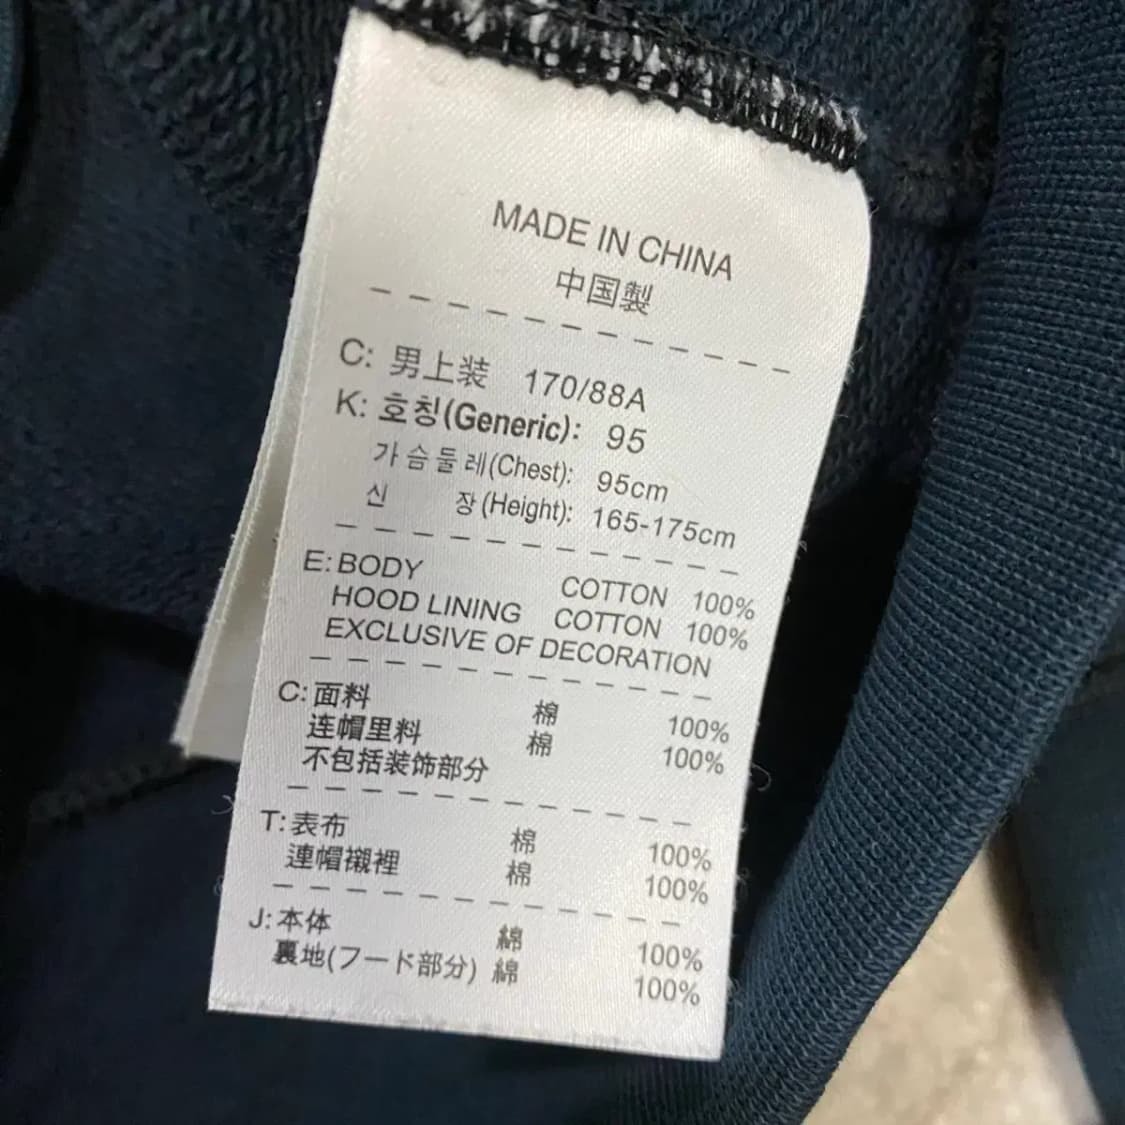 MADE IN CHINA
中国製
C: 男上装 170/88A
K: 호칭(Generic): 95
가슴둘레(Chest): 95cm
신 장(Height): 165-175cm
E: BODY COTTON 100%
HOOD LINING COTTON 100%
EXCLUSIVE OF DECORATION
C: 面料 棉 100%
连帽里料 棉 100%
不包括装饰部分
T: 表布 棉 100%
連帽襯裡 棉 100%
J: 本体 綿 100%
裏地(フード部分) 綿 100%